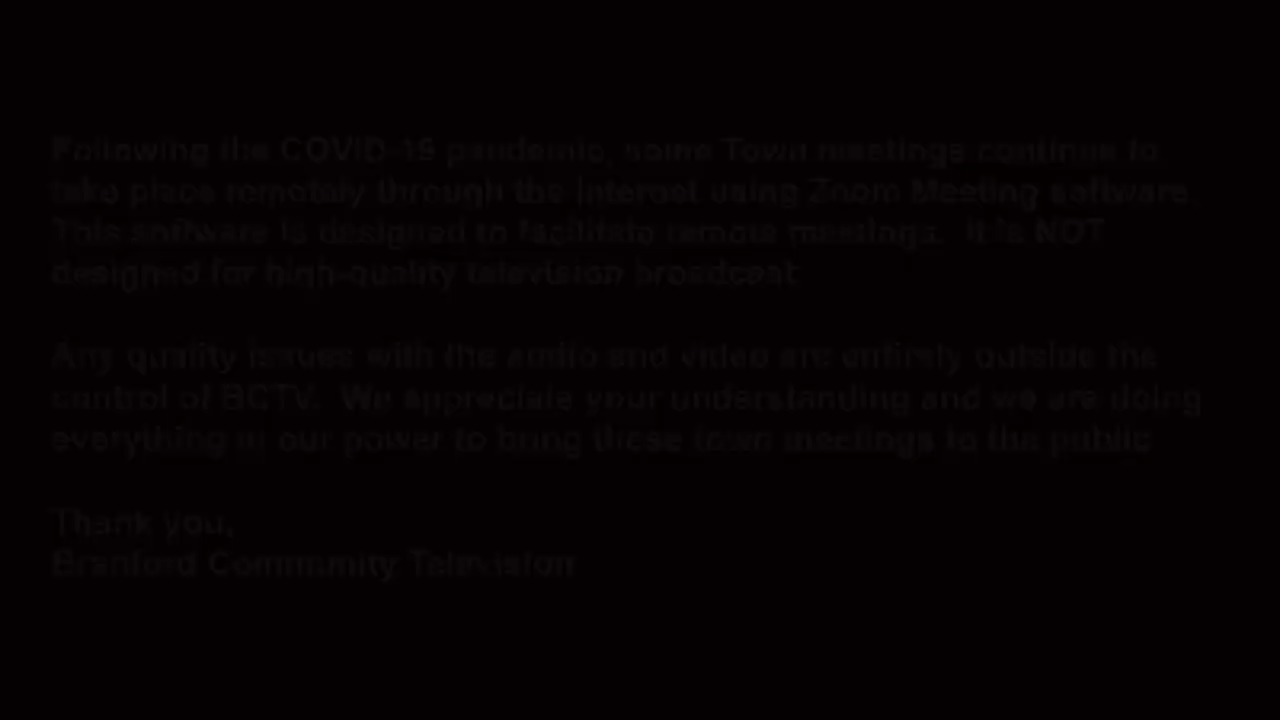 Following the COVID-19 pandemic, some Town meetings continue to
take place remotely through the internet using Zoom Meeting software.
This software is designed to facilitate remote meetings.  It is NOT
designed for high-quality television broadcast.
Any quality issues with the audio and video are entirely outside the
control of BCTV.  We appreciate your understanding and we are doing
everything in our power to bring these town meetings to the public.
Thank you,
Branford Community Television